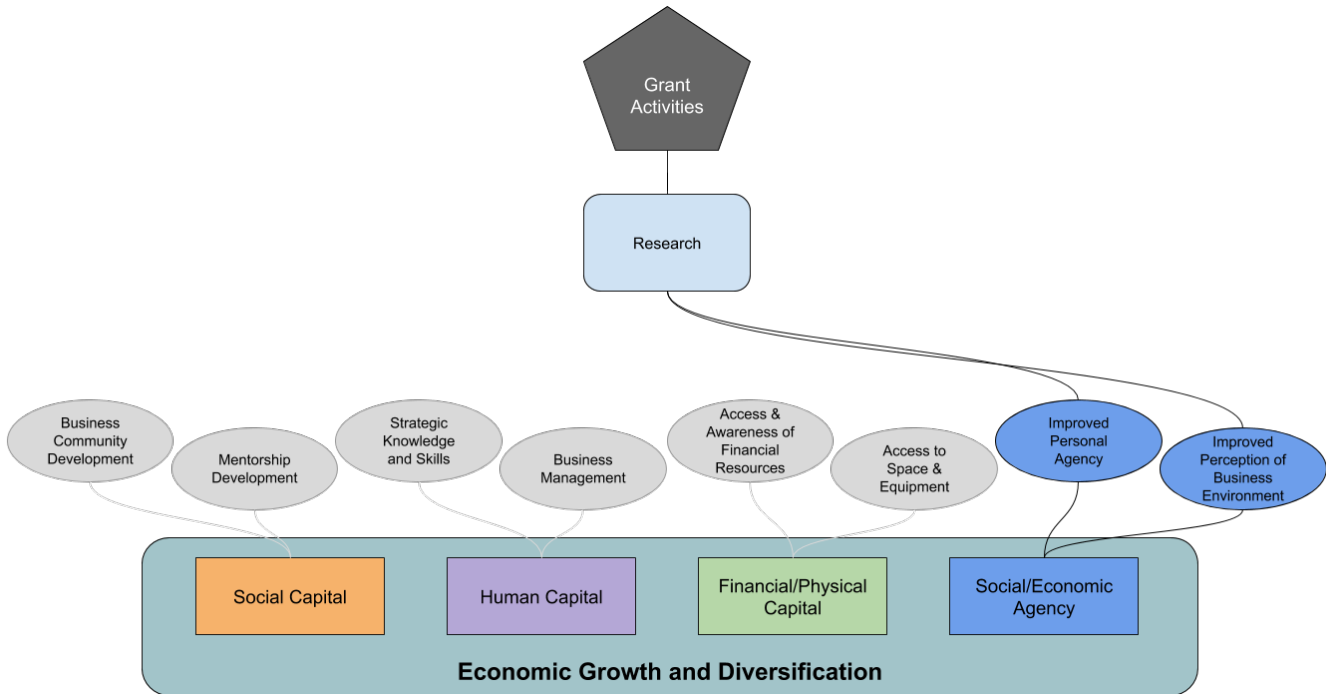 Grant
Activities
Research
Business
Community
Development
Mentorship
Development
Strategic
Knowledge
and Skills
Business
Management
Access &
Awareness of
Financial
Resources
Access to
Space &
Equipment
Improved
Personal
Agency
Improved
Perception of
Business
Environment
Social Capital
Human Capital
Financial/Physical
Capital
Social/Economic
Agency
Economic Growth and Diversification